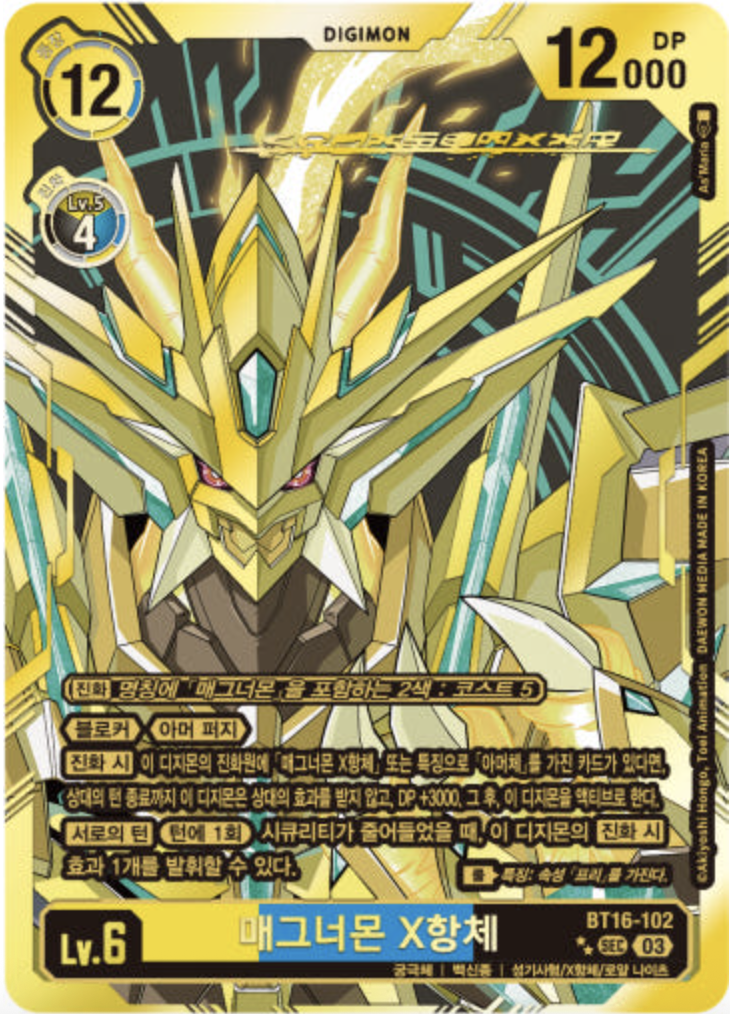 DIGIMON
등장
12
12000
DP
진화
Lv.5
4
As'Maria
진화 명칭에 「매그너몬」을 포함하는 2색 : 코스트 5
블로커 아머 퍼지
진화 시 이 디지몬의 진화원에 「매그너몬 X항체」 또는 특징으로 「아머체」를 가진 카드가 있다면,
상대의 턴 종료까지 이 디지몬은 상대의 효과를 받지 않고, DP +3000. 그 후, 이 디지몬을 액티브로 한다.
서로의 턴 턴에 1회 시큐리티가 줄어들었을 때, 이 디지몬의 진화 시
효과 1개를 발휘할 수 있다.
룰 특징: 속성 「프리」를 가진다.
©Akiyoshi Hongo, Toei Animation DAEWON MEDIA MADE IN KOREA
Lv.6
매그너몬 X항체
BT16-102
SEC 03
궁극체 | 백신종 | 성기사형/X항체/로얄 나이츠